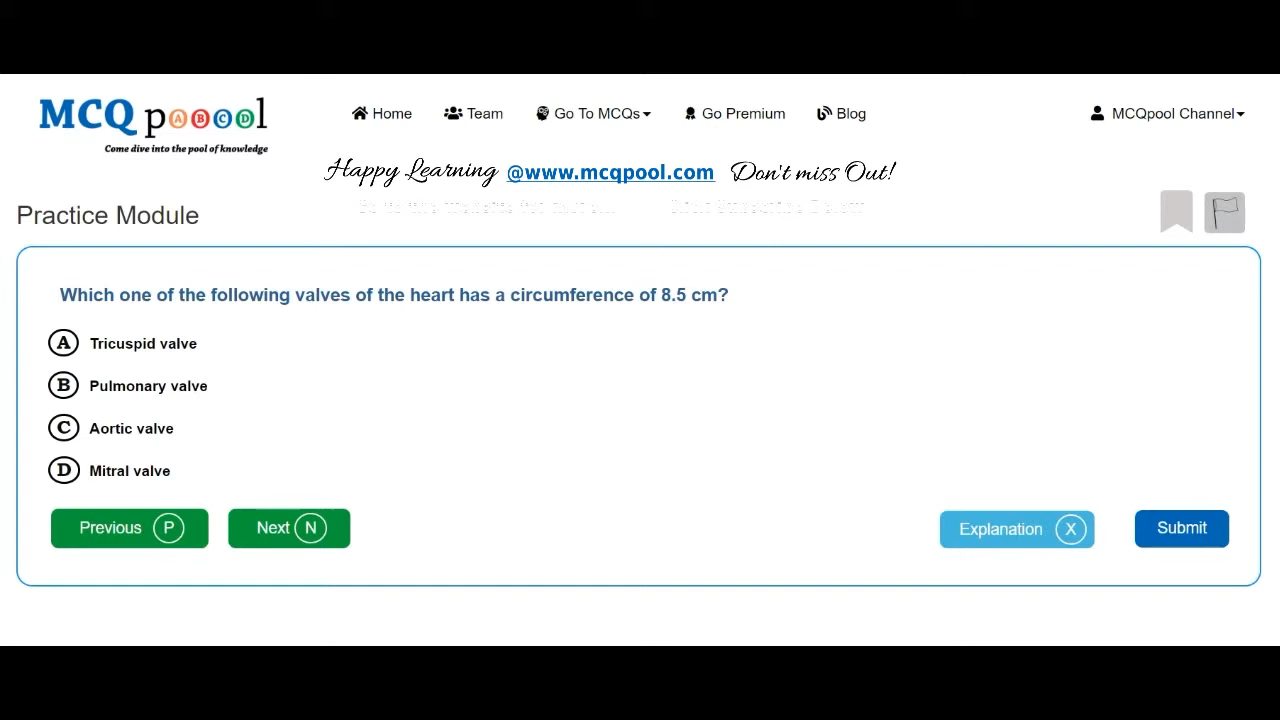 MCQ pABCDl
Come dive into the pool of knowledge
Home Team Go To MCQs Go Premium Blog MCQpool Channel
Happy Learning @www.mcqpool.com Don't miss Out!
Practice Module
Which one of the following valves of the heart has a circumference of 8.5 cm?
A Tricuspid valve
B Pulmonary valve
C Aortic valve
D Mitral valve
Previous P Next N Explanation X Submit